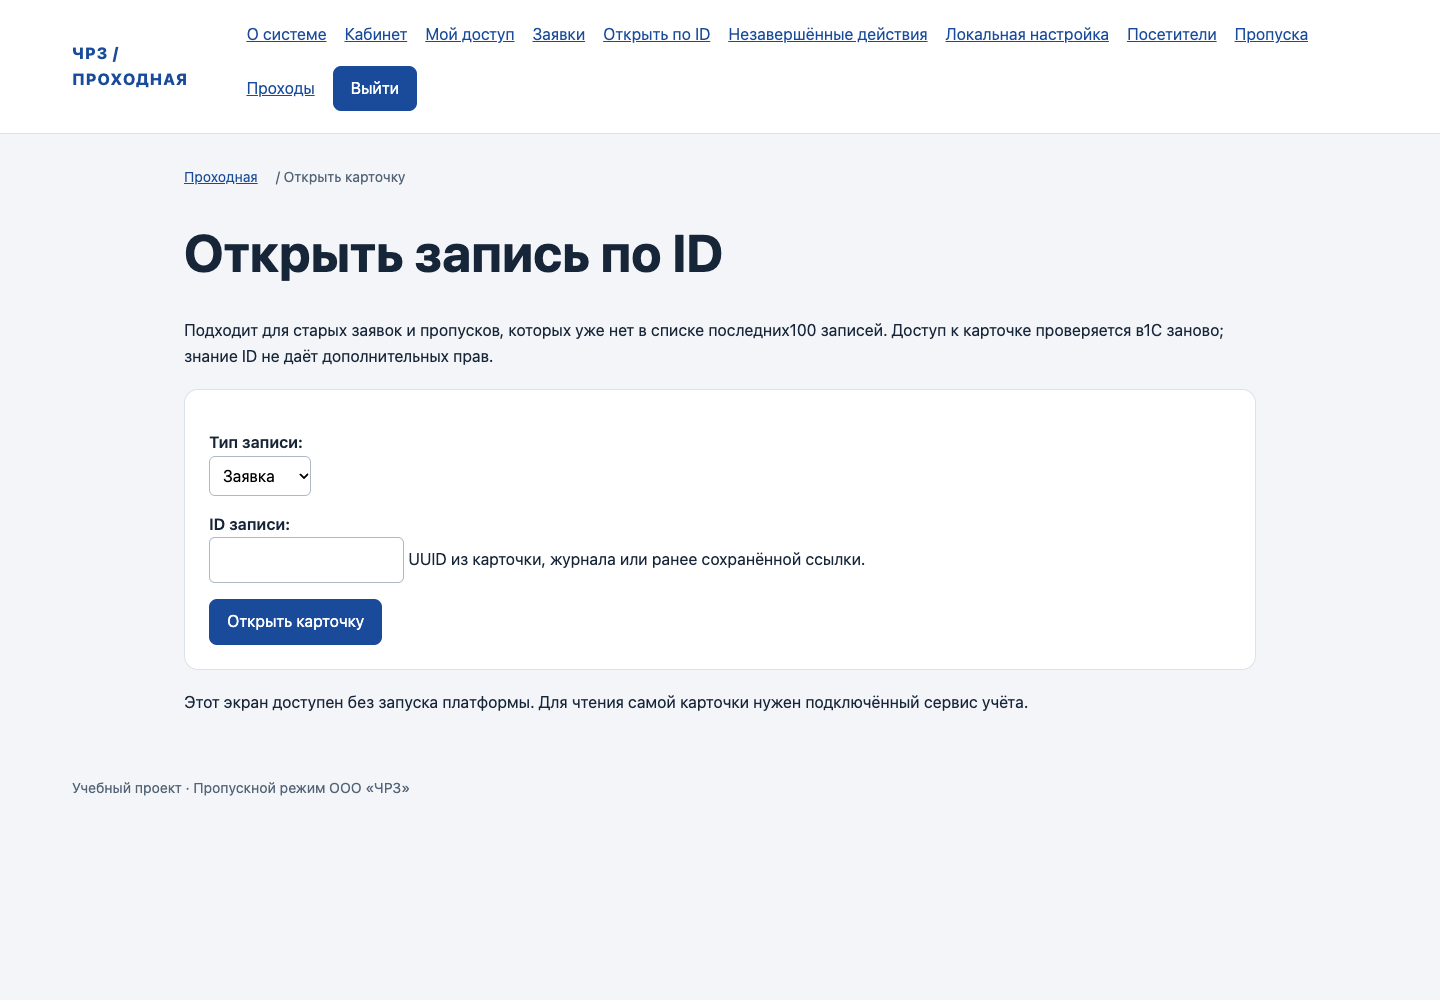 ЧРЗ /
ПРОХОДНАЯ
О системе Кабинет Мой доступ Заявки Открыть по ID Незавершённые действия Локальная настройка Посетители Пропуска
Проходы Выйти
Проходная / Открыть карточку
Открыть запись по ID
Подходит для старых заявок и пропусков, которых уже нет в списке последних100 записей. Доступ к карточке проверяется в1С заново;
знание ID не даёт дополнительных прав.
Тип записи:
Заявка
ID записи:
UUID из карточки, журнала или ранее сохранённой ссылки.
Открыть карточку
Этот экран доступен без запуска платформы. Для чтения самой карточки нужен подключённый сервис учёта.
Учебный проект · Пропускной режим ООО «ЧРЗ»